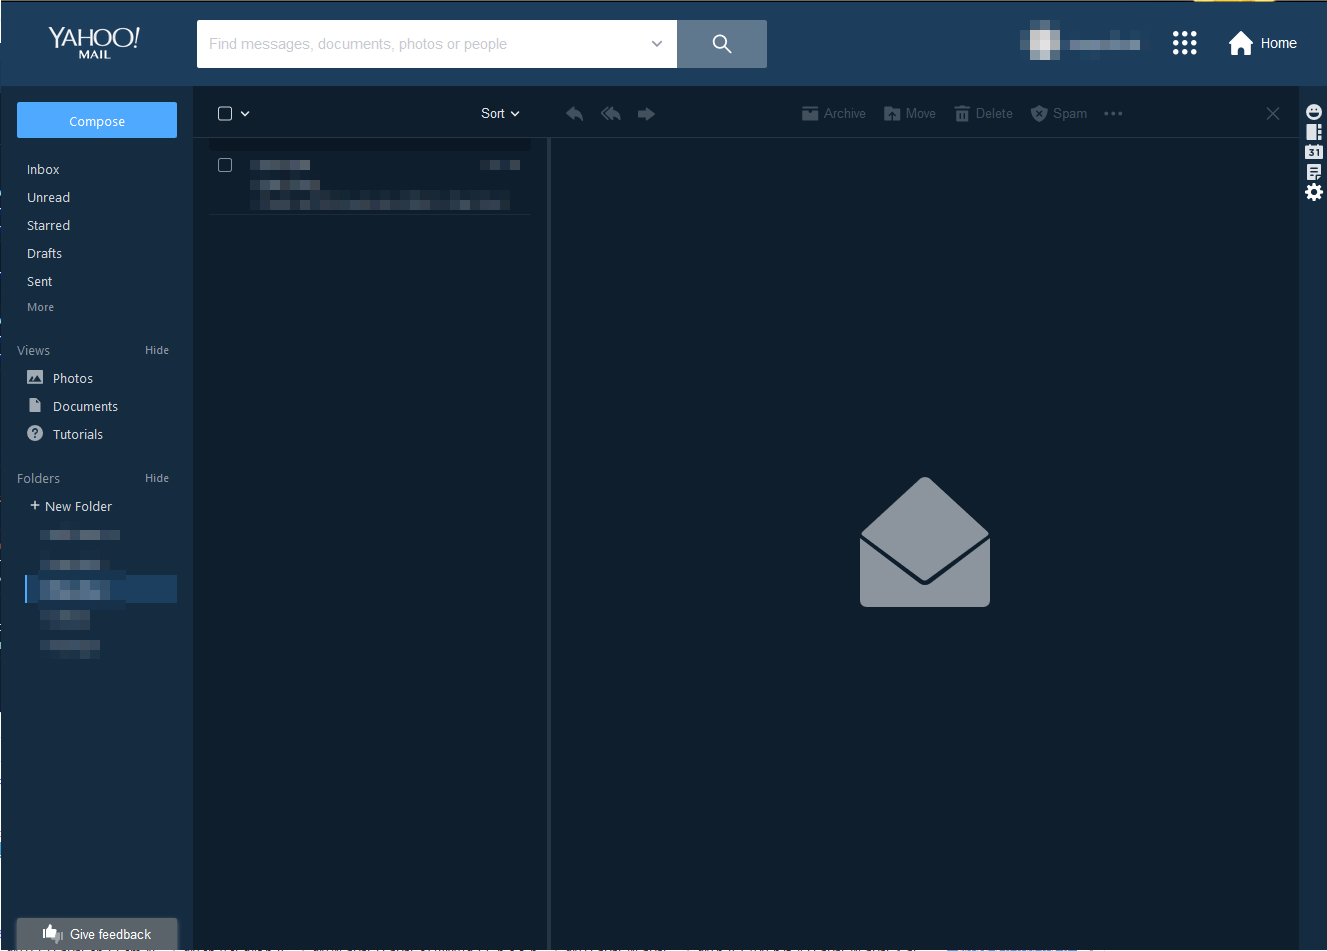 YAHOO!
MAIL
Find messages, documents, photos or people
Home
Compose
Sort
Archive
Move
Delete
Spam
31
Inbox
Unread
Starred
Drafts
Sent
More
Views
Hide
Photos
Documents
Tutorials
Folders
Hide
+ New Folder
Give feedback